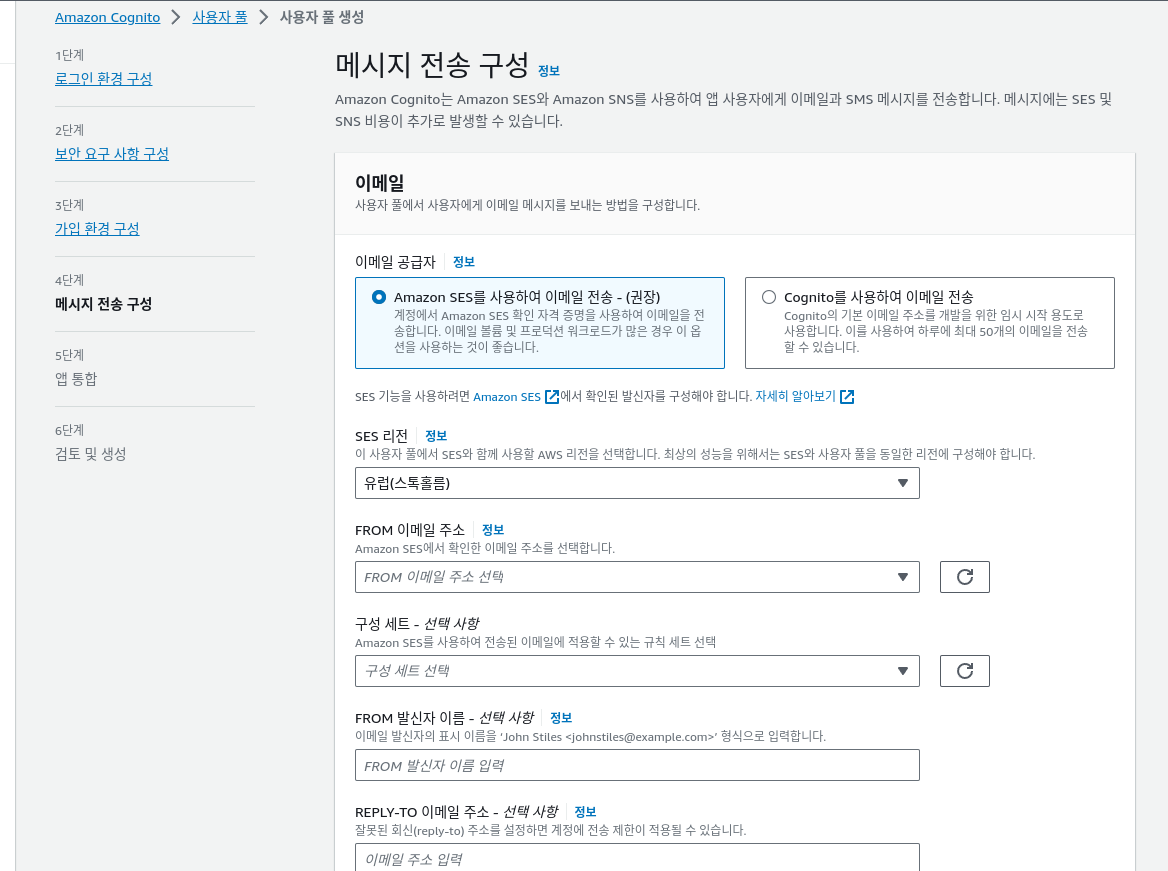 Amazon Cognito > 사용자 풀 > 사용자 풀 생성
1단계
로그인 환경 구성
2단계
보안 요구 사항 구성
3단계
가입 환경 구성
4단계
메시지 전송 구성
5단계
앱 통합
6단계
검토 및 생성
메시지 전송 구성 정보
Amazon Cognito는 Amazon SES와 Amazon SNS를 사용하여 앱 사용자에게 이메일과 SMS 메시지를 전송합니다. 메시지에는 SES 및
SNS 비용이 추가로 발생할 수 있습니다.
이메일
사용자 풀에서 사용자에게 이메일 메시지를 보내는 방법을 구성합니다.
이메일 공급자 정보
Amazon SES를 사용하여 이메일 전송 - (권장)
계정에서 Amazon SES 확인 자격 증명을 사용하여 이메일을 전
송합니다. 이메일 볼륨 및 프로덕션 워크로드가 많은 경우 이 옵
션을 사용하는 것이 좋습니다.
Cognito를 사용하여 이메일 전송
Cognito의 기본 이메일 주소를 개발을 위한 임시 시작 용도로
사용합니다. 이를 사용하여 하루에 최대 50개의 이메일을 전송
할 수 있습니다.
SES 기능을 사용하려면 Amazon SES에서 확인된 발신자를 구성해야 합니다. 자세히 알아보기
SES 리전 정보
이 사용자 풀에서 SES와 함께 사용할 AWS 리전을 선택합니다. 최상의 성능을 위해서는 SES와 사용자 풀을 동일한 리전에 구성해야 합니다.
유럽(스톡홀름)
FROM 이메일 주소 정보
Amazon SES에서 확인한 이메일 주소를 선택합니다.
FROM 이메일 주소 선택
구성 세트 - 선택 사항
Amazon SES를 사용하여 전송된 이메일에 적용할 수 있는 규칙 세트 선택
구성 세트 선택
FROM 발신자 이름 - 선택 사항 정보
이메일 발신자의 표시 이름을 ‘John Stiles <johnstiles@example.com>’ 형식으로 입력합니다.
FROM 발신자 이름 입력
REPLY-TO 이메일 주소 - 선택 사항 정보
잘못된 회신(reply-to) 주소를 설정하면 계정에 전송 제한이 적용될 수 있습니다.
이메일 주소 입력